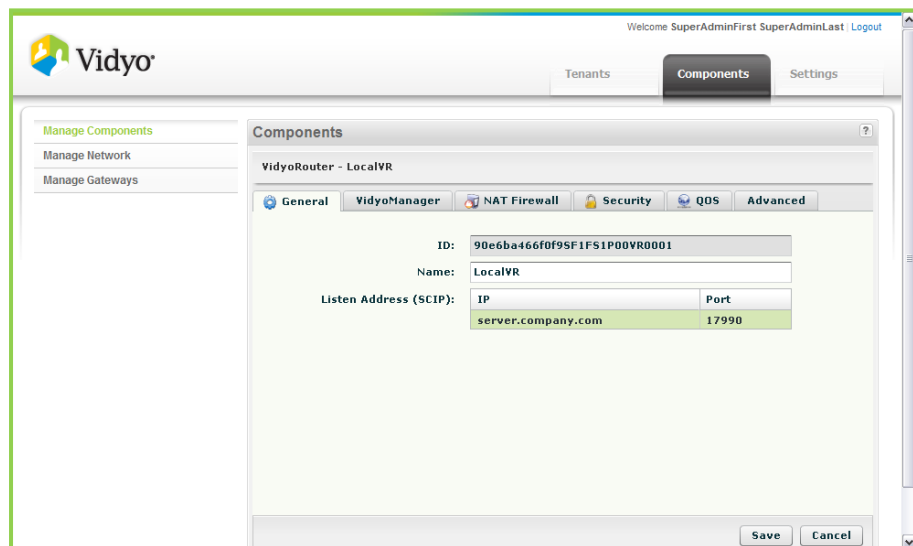 Welcome SuperAdminFirst SuperAdminLast | Logout
Vidyo
Tenants Components Settings
Manage Components
Manage Network
Manage Gateways
Components ?
VidyoRouter - LocalVR
General VidyoManager NAT Firewall Security QOS Advanced
ID: 90e6ba466f0f9SF1FS1P00VR0001
Name: LocalVR
Listen Address (SCIP): IP Port
server.company.com 17990
Save Cancel